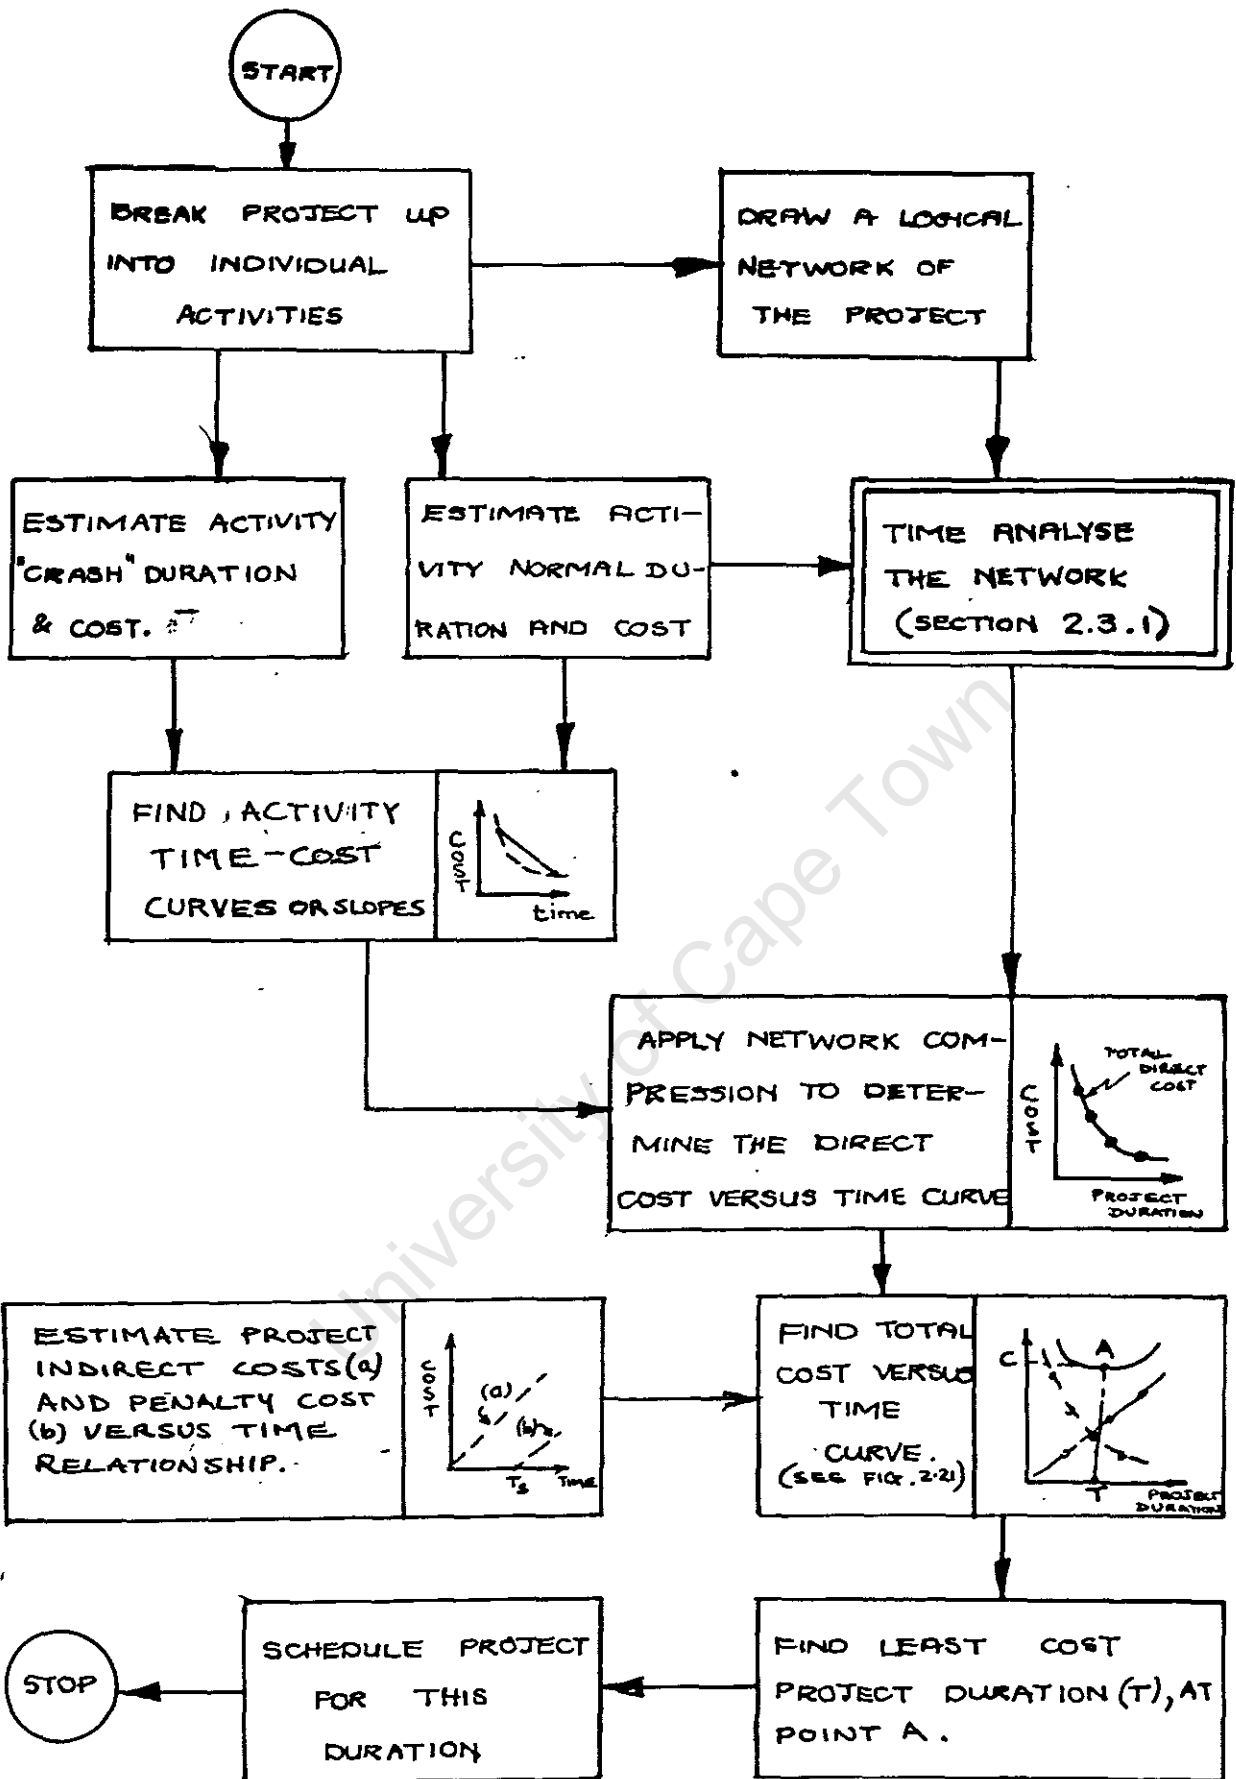 START
BREAK PROJECT UP
INTO INDIVIDUAL
ACTIVITIES
DRAW A LOGICAL
NETWORK OF
THE PROJECT
ESTIMATE ACTIVITY
"CRASH" DURATION
& COST.
ESTIMATE ACTI-
VITY NORMAL DU-
RATION AND COST
TIME ANALYSE
THE NETWORK
(SECTION 2.3.1)
FIND ACTIVITY
TIME-COST
CURVES OR SLOPES
COST
time
APPLY NETWORK COM-
PRESSION TO DETER-
MINE THE DIRECT
COST VERSUS TIME CURVE
COST
TOTAL
DIRECT
COST
PROJECT
DURATION
ESTIMATE PROJECT
INDIRECT COSTS(a)
AND PENALTY COST
(b) VERSUS TIME
RELATIONSHIP.
COST
(a)
(b)
Ts
TIME
FIND TOTAL
COST VERSUS
TIME
CURVE.
(SEE FIG. 2.21)
C
A
T
PROJECT
DURATION
FIND LEAST COST
PROJECT DURATION (T), AT
POINT A.
SCHEDULE PROJECT
FOR THIS
DURATION
STOP
University of Cape Town